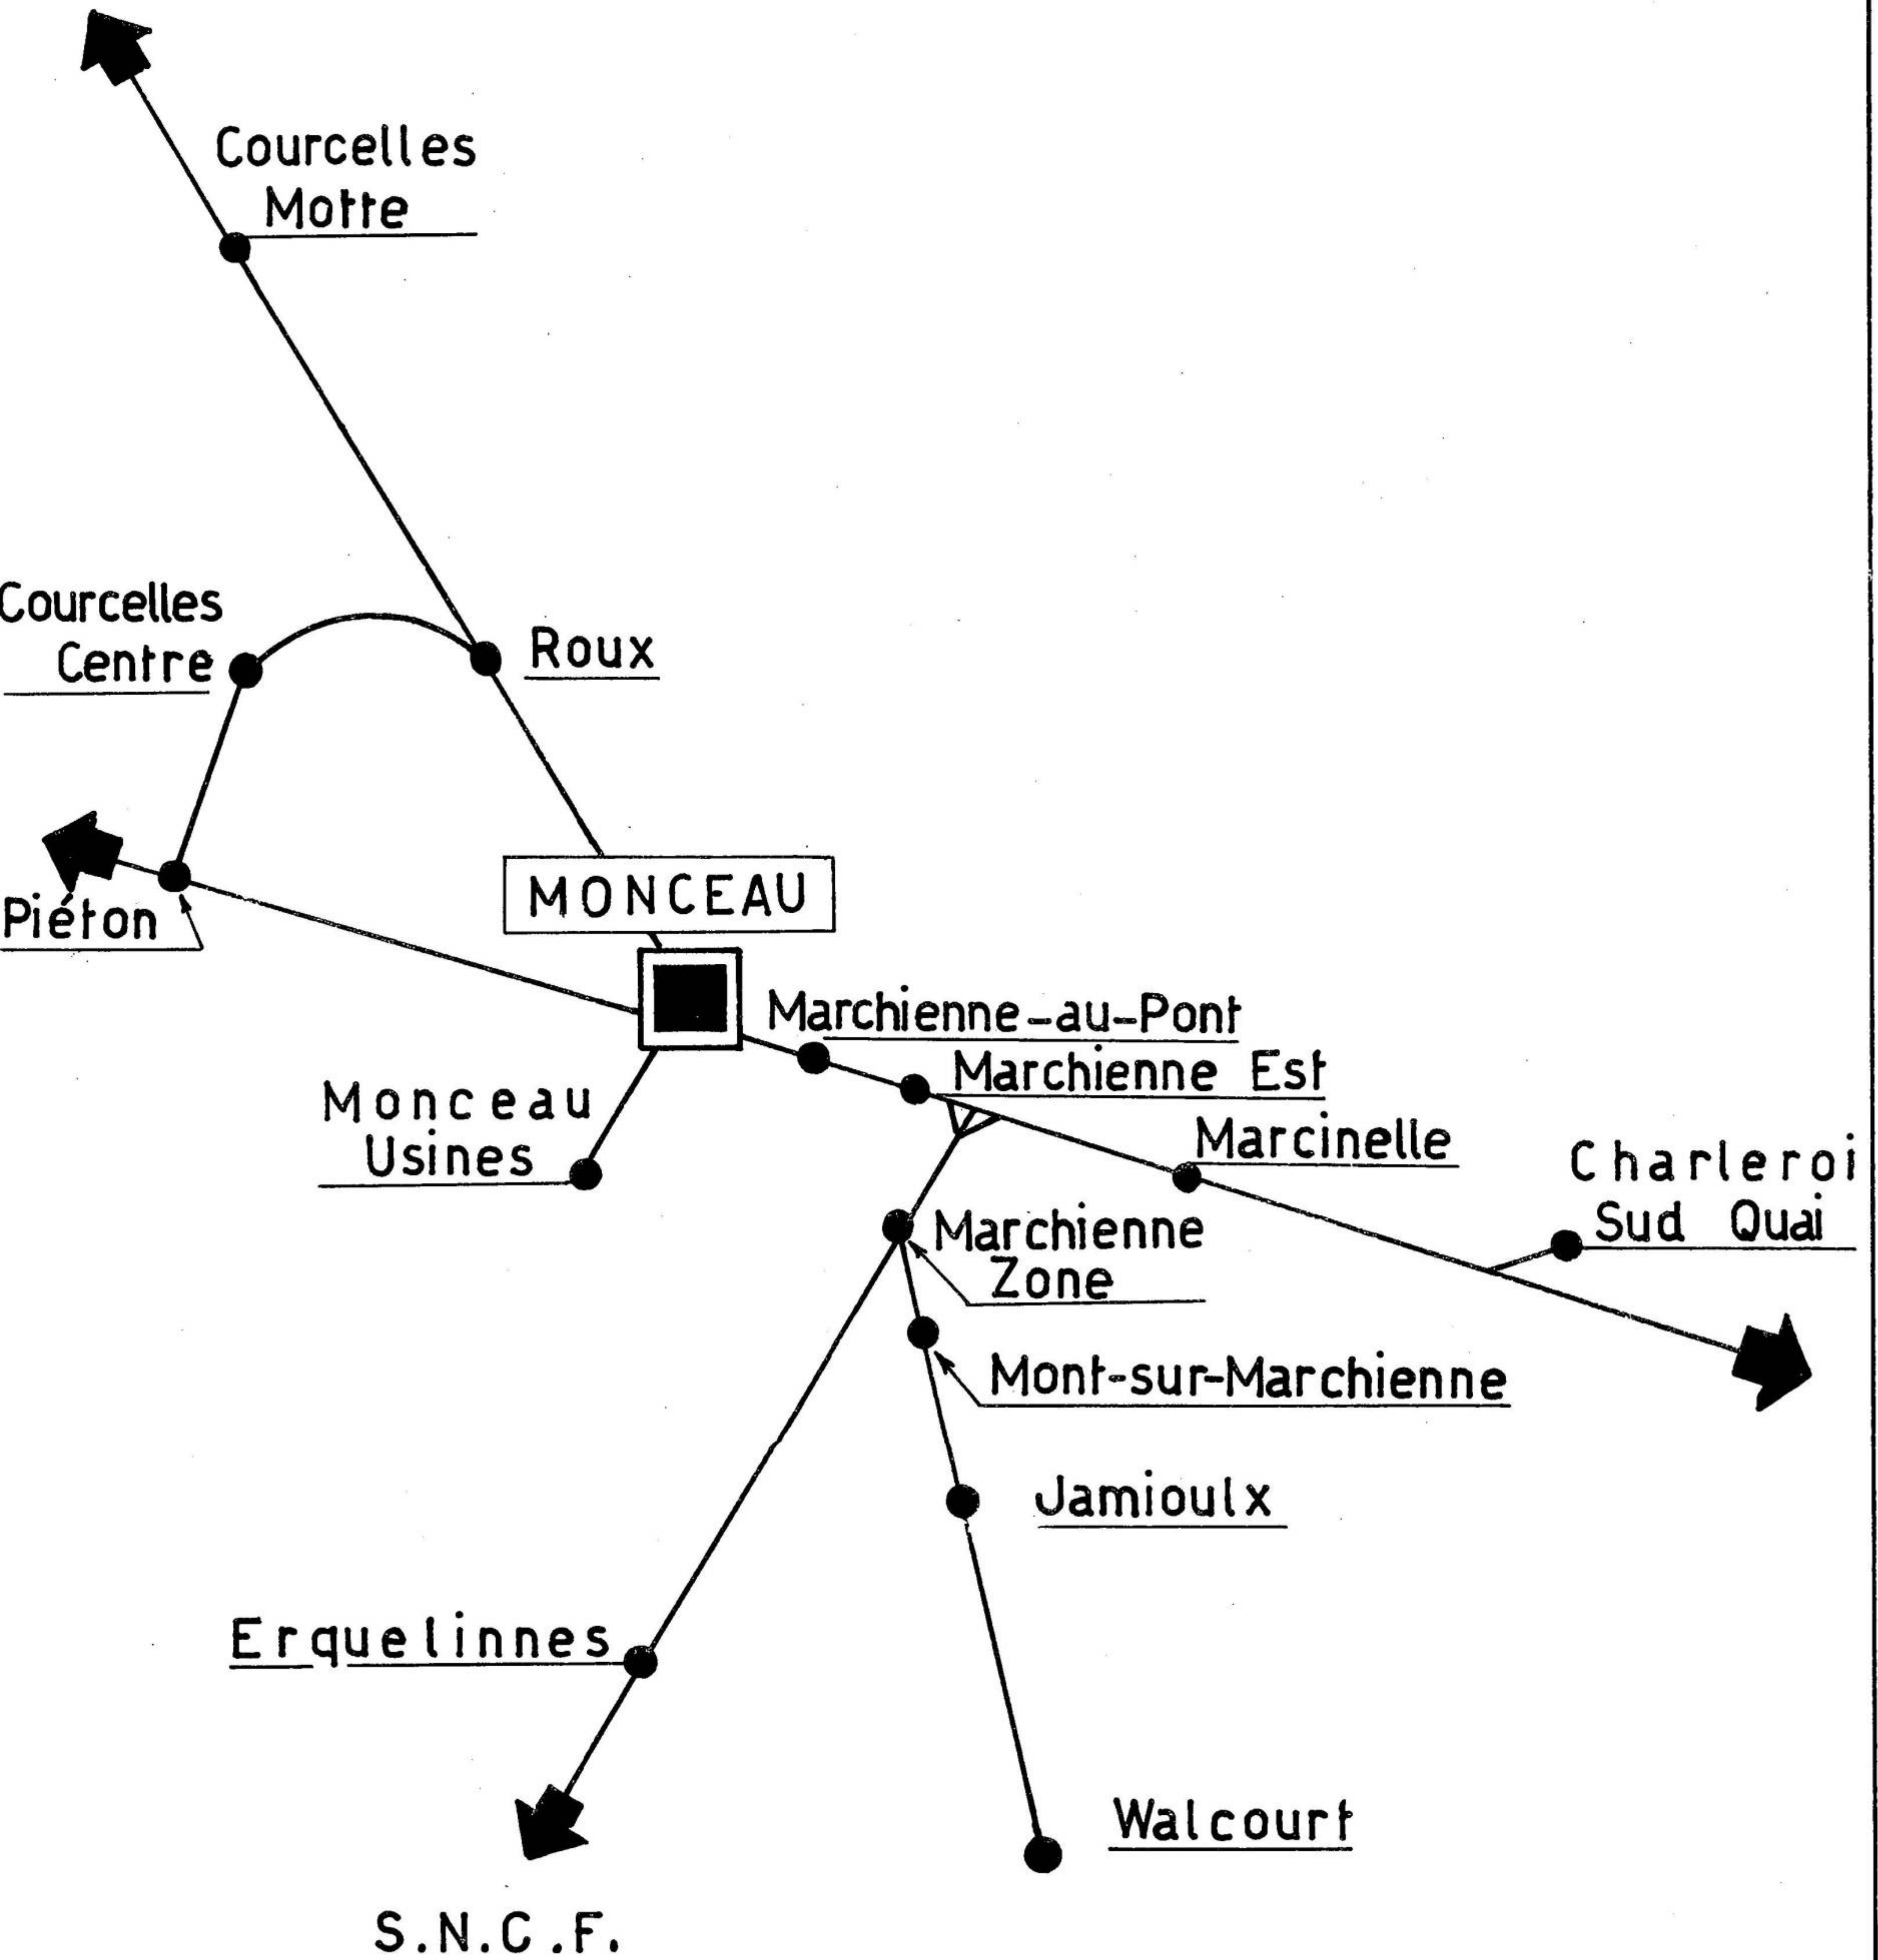 Courcelles
Motte
Courcelles
Centre
Roux
MONCEAU
Piéton
Marchienne-au-Pont
Marchienne Est
Monceau
Usines
Marcinelle
Charleroi
Sud Quai
Marchienne
Zone
Mont-sur-Marchienne
Jamioulx
Erquelinnes
Walcourt
S.N.C.F.